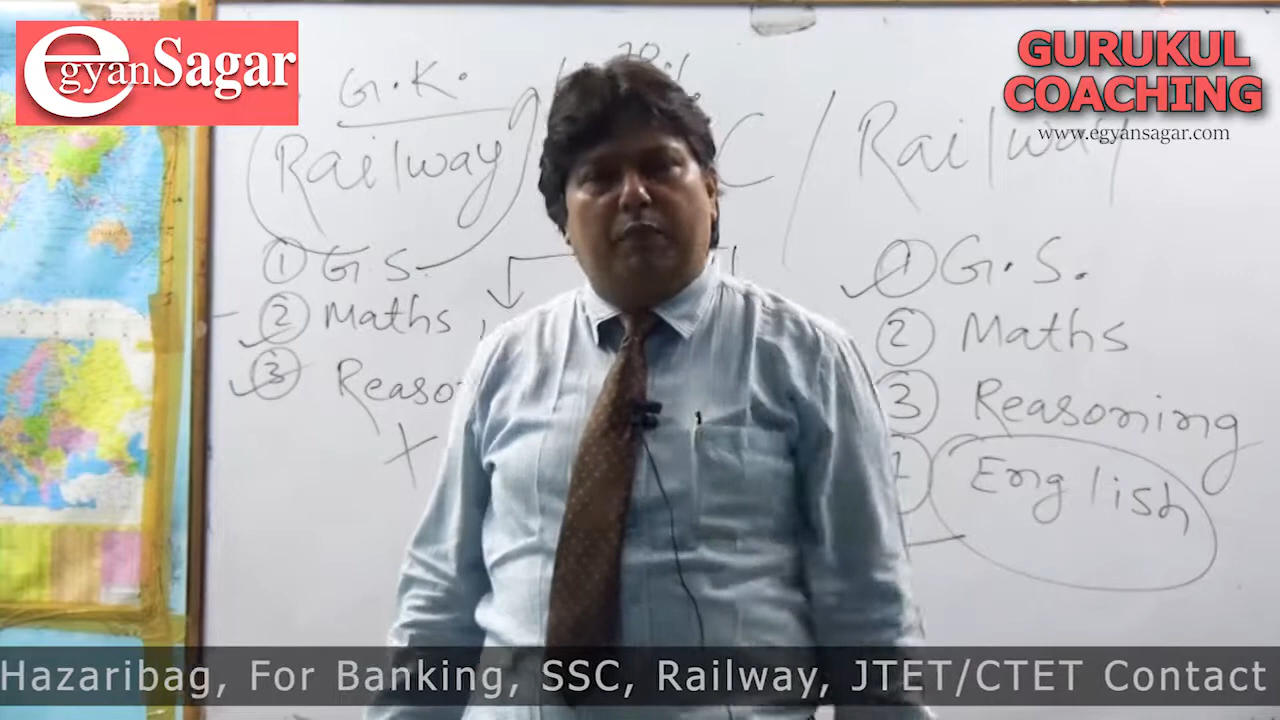 egyanSagar
GURUKUL
COACHING
www.egyansagar.com
G.K.
Railway
① G.S.
② Maths
③ Reaso
C / Railway
① G.S.
② Maths
③ Reasoning
English
Hazaribag, For Banking, SSC, Railway, JTET/CTET Contact